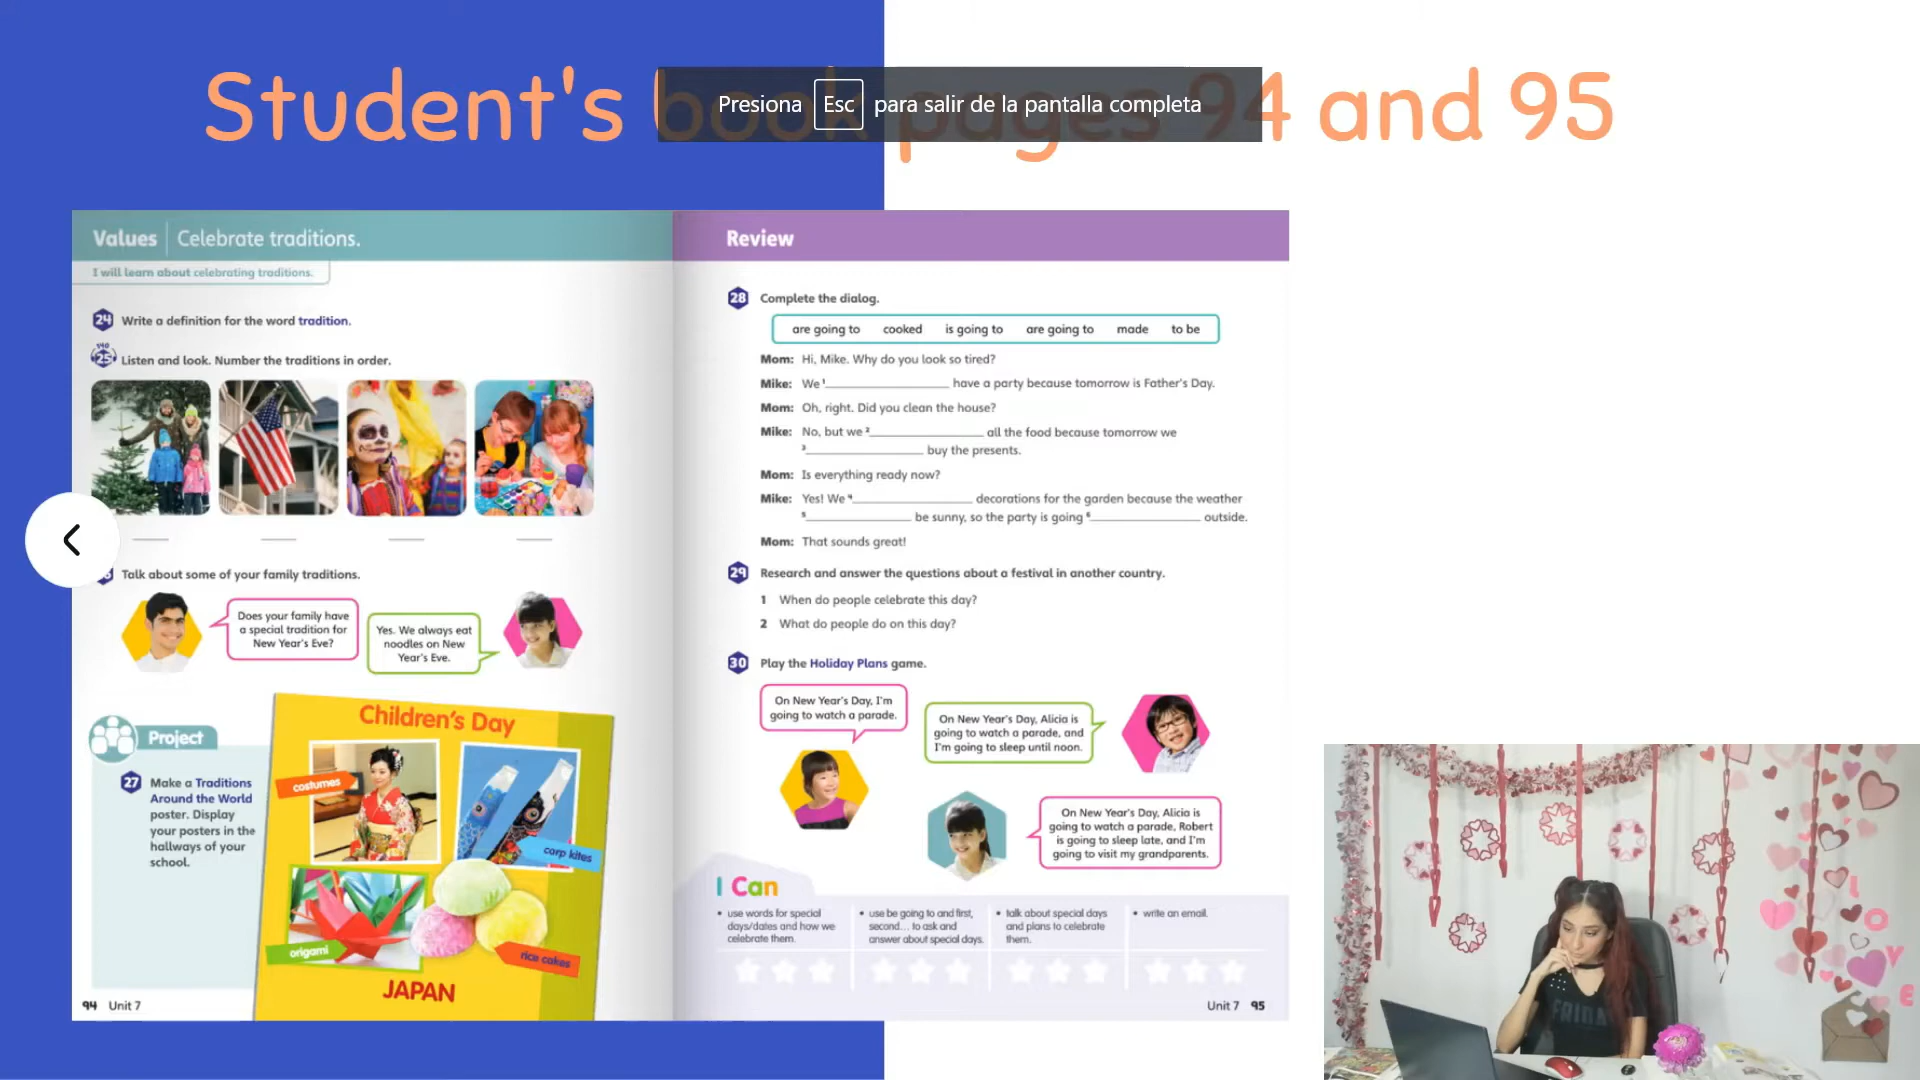 Student's book pages 94 and 95
Presiona Esc para salir de la pantalla completa
Values Celebrate traditions.
I will learn about celebrating traditions.
24 Write a definition for the word tradition.
140
25 Listen and look. Number the traditions in order.
Talk about some of your family traditions.
Does your family have
a special tradition for
New Year's Eve?
Yes. We always eat
noodles on New
Year's Eve.
Project
27 Make a Traditions
Around the World
poster. Display
your posters in the
hallways of your
school.
Children's Day
costumes
carp kites
origami
rice cakes
JAPAN
94 Unit 7
Review
28 Complete the dialog.
are going to cooked is going to are going to made to be
Mom: Hi, Mike. Why do you look so tired?
Mike: We 1____ have a party because tomorrow is Father's Day.
Mom: Oh, right. Did you clean the house?
Mike: No, but we 2____ all the food because tomorrow we
3____ buy the presents.
Mom: Is everything ready now?
Mike: Yes! We 4____ decorations for the garden because the weather
5____ be sunny, so the party is going 6____ outside.
Mom: That sounds great!
29 Research and answer the questions about a festival in another country.
1 When do people celebrate this day?
2 What do people do on this day?
30 Play the Holiday Plans game.
On New Year's Day, I'm
going to watch a parade.
On New Year's Day, Alicia is
going to watch a parade, and
I'm going to sleep until noon.
On New Year's Day, Alicia is
going to watch a parade, Robert
is going to sleep late, and I'm
going to visit my grandparents.
I Can
• use words for special
days/dates and how we
celebrate them.
• use be going to and first,
second... to ask and
answer about special days.
• talk about special days
and plans to celebrate
them.
• write an email.
Unit 7 95
LOVE
FRIDA